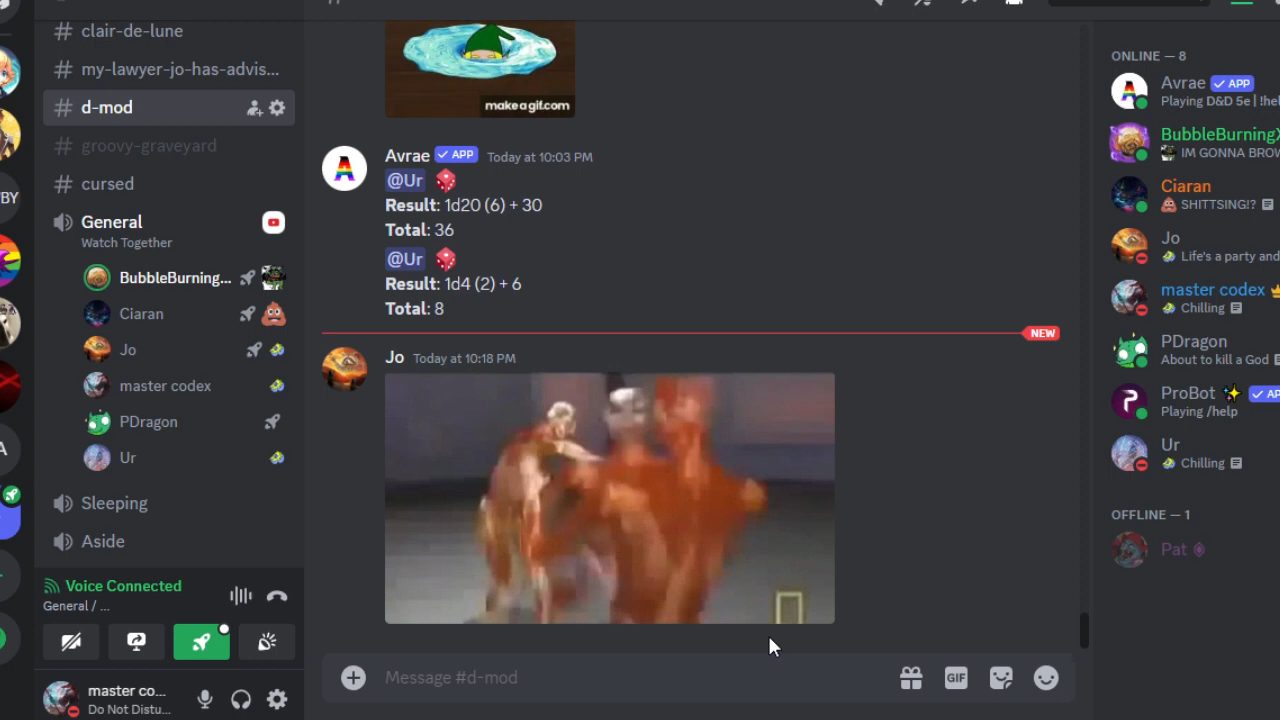 clair-de-lune
my-lawyer-jo-has-advis...
d-mod
groovy-graveyard
cursed
General
Watch Together
BubbleBurning...
Ciaran
Jo
master codex
PDragon
Ur
Sleeping
Aside
Voice Connected
General / ...
master co...
Do Not Distu...
BY
A
makeagif.com
A
Avrae ✓ APP Today at 10:03 PM
@Ur
Result: 1d20 (6) + 30
Total: 36
@Ur
Result: 1d4 (2) + 6
Total: 8
NEW
Jo Today at 10:18 PM
Message #d-mod
GIF
ONLINE — 8
A
Avrae ✓ APP
Playing D&D 5e | !hel
BubbleBurningX
IM GONNA BROW
Ciaran
SHITTSING!?
Jo
Life's a party and
master codex
Chilling
PDragon
About to kill a God
ProBot ✓ AP
Playing /help
Ur
Chilling
OFFLINE — 1
Pat